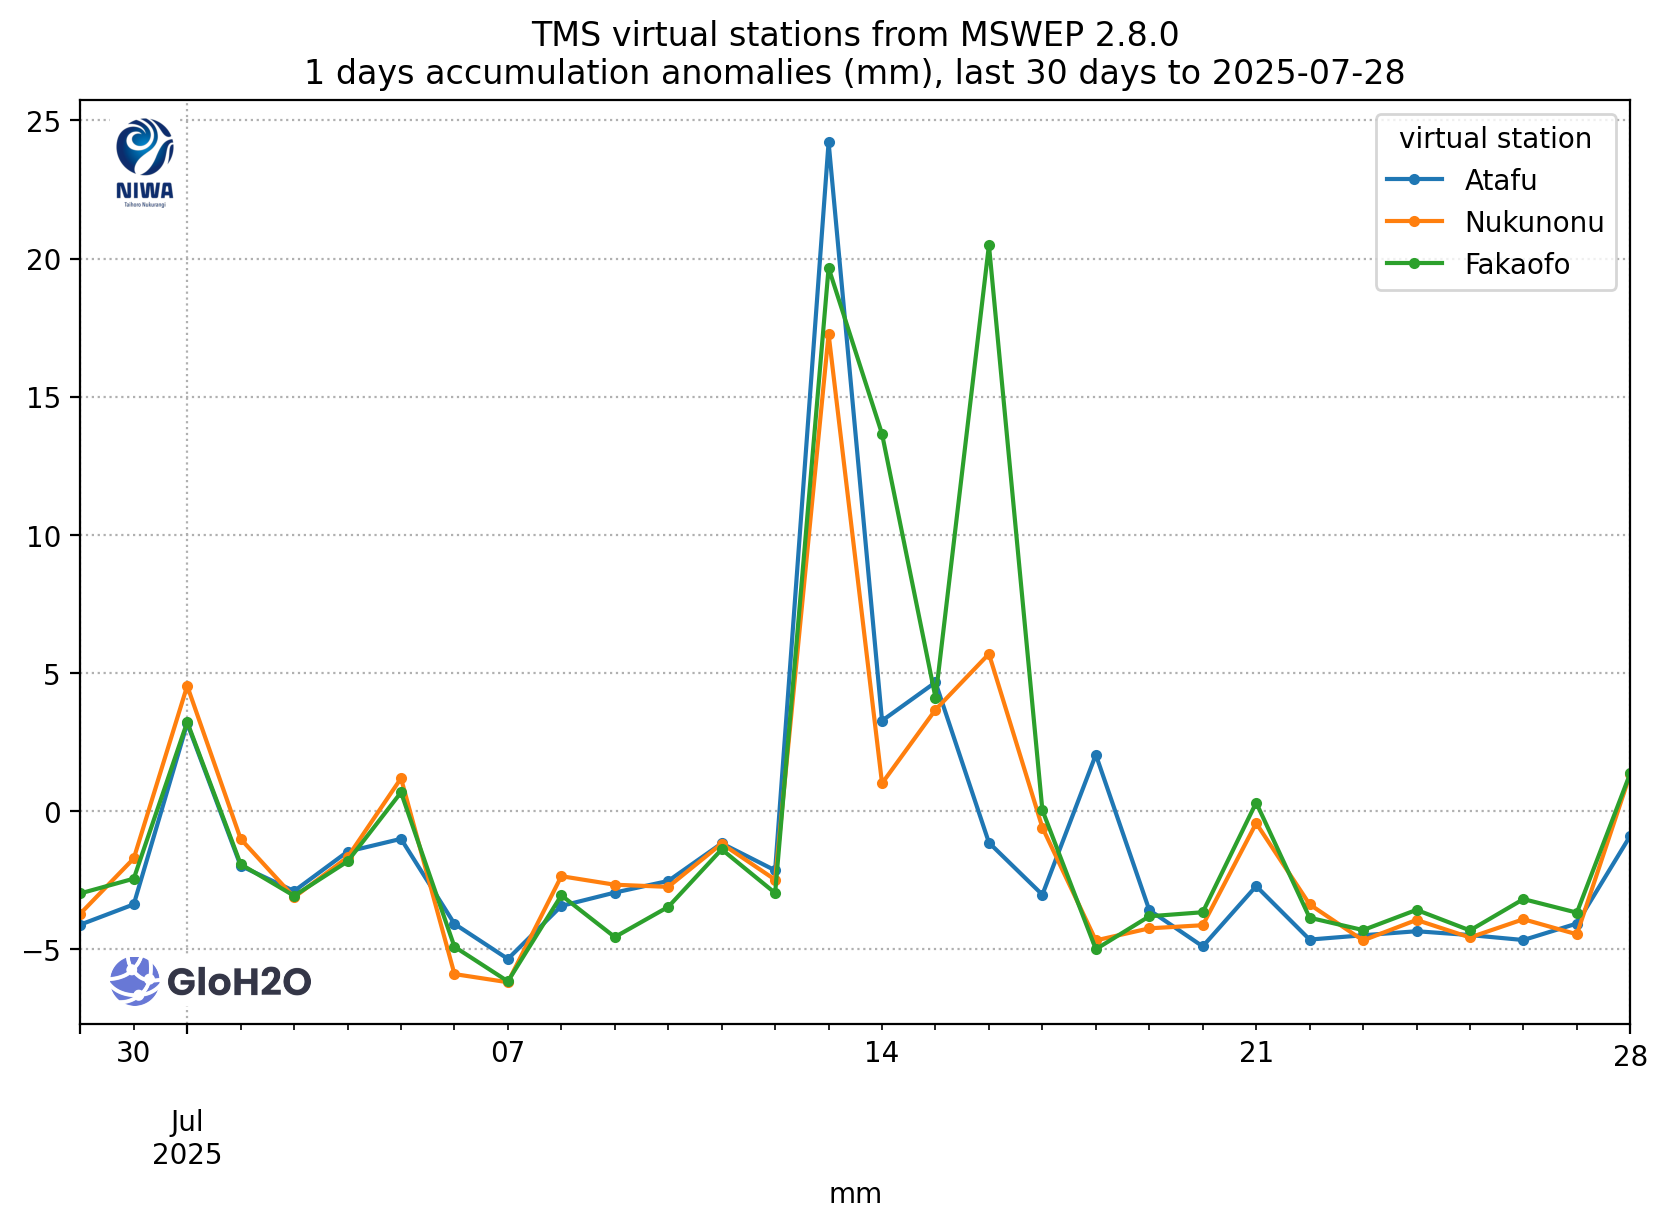 TMS virtual stations from MSWEP 2.8.0
1 days accumulation anomalies (mm), last 30 days to 2025-07-28
25
20
15
10
5
0
−5
NIWA
Taihoro Nukurangi
virtual station
Atafu
Nukunonu
Fakaofo
GloH2O
30
07
14
21
28
Jul
2025
mm